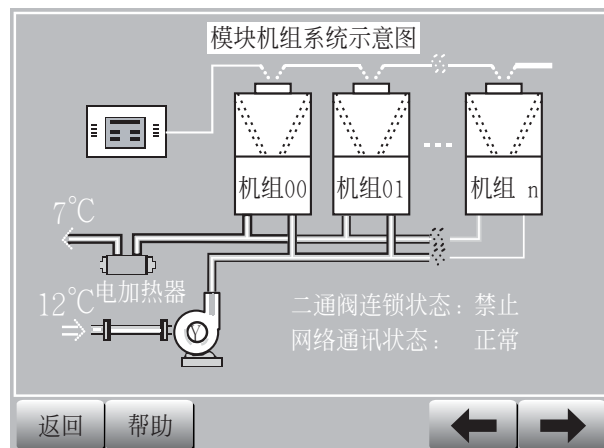 模块机组系统示意图
机组00
机组01
机组 n
7℃
电加热器
12℃
二通阀连锁状态：禁止
网络通讯状态： 正常
返回
帮助